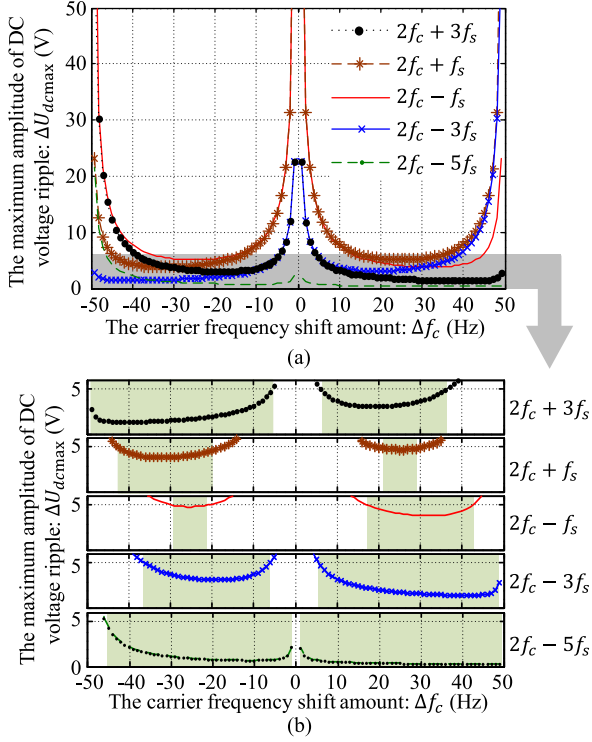 The maximum amplitude of DC
voltage ripple: ΔU_dcmax (V)
50
40
30
20
10
0
2f_c + 3f_s
2f_c + f_s
2f_c − f_s
2f_c − 3f_s
2f_c − 5f_s
-50 -40 -30 -20 -10 0 10 20 30 40 50
The carrier frequency shift amount: Δf_c (Hz)
(a)
The maximum amplitude of DC
voltage ripple: ΔU_dcmax (V)
5
2f_c + 3f_s
5
2f_c + f_s
5
2f_c − f_s
5
2f_c − 3f_s
5
0
2f_c − 5f_s
-50 -40 -30 -20 -10 0 10 20 30 40 50
The carrier frequency shift amount: Δf_c (Hz)
(b)